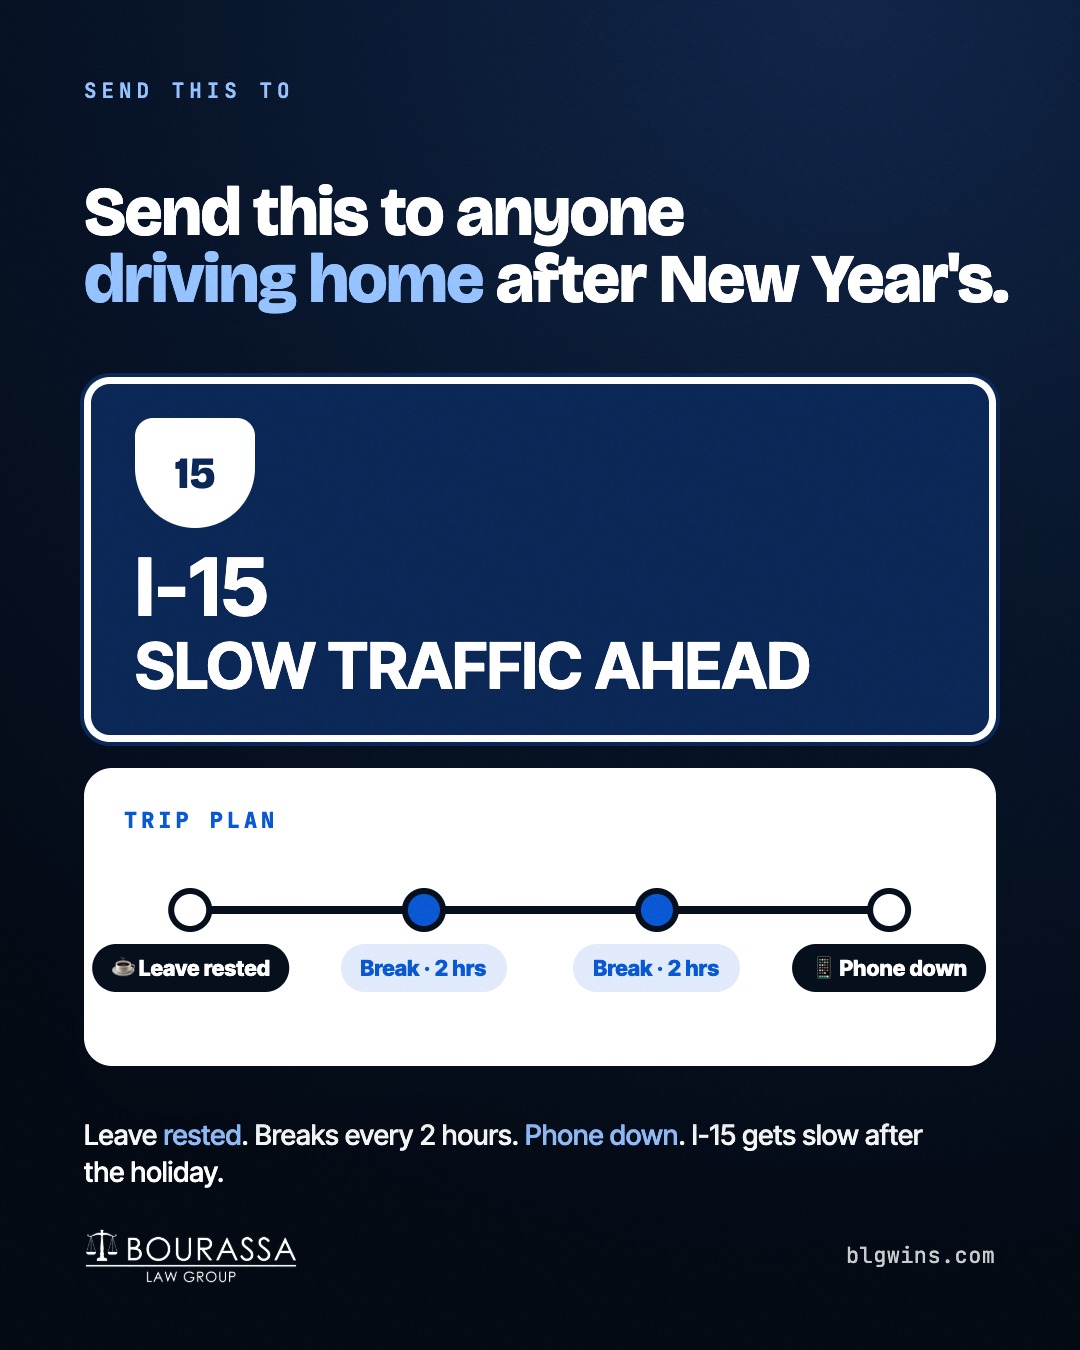 SEND THIS TO
Send this to anyone
driving home after New Year's.
15
I-15
SLOW TRAFFIC AHEAD
TRIP PLAN
☕ Leave rested
Break · 2 hrs
Break · 2 hrs
📱 Phone down
Leave rested. Breaks every 2 hours. Phone down. I-15 gets slow after
the holiday.
BOURASSA
LAW GROUP
blgwins.com